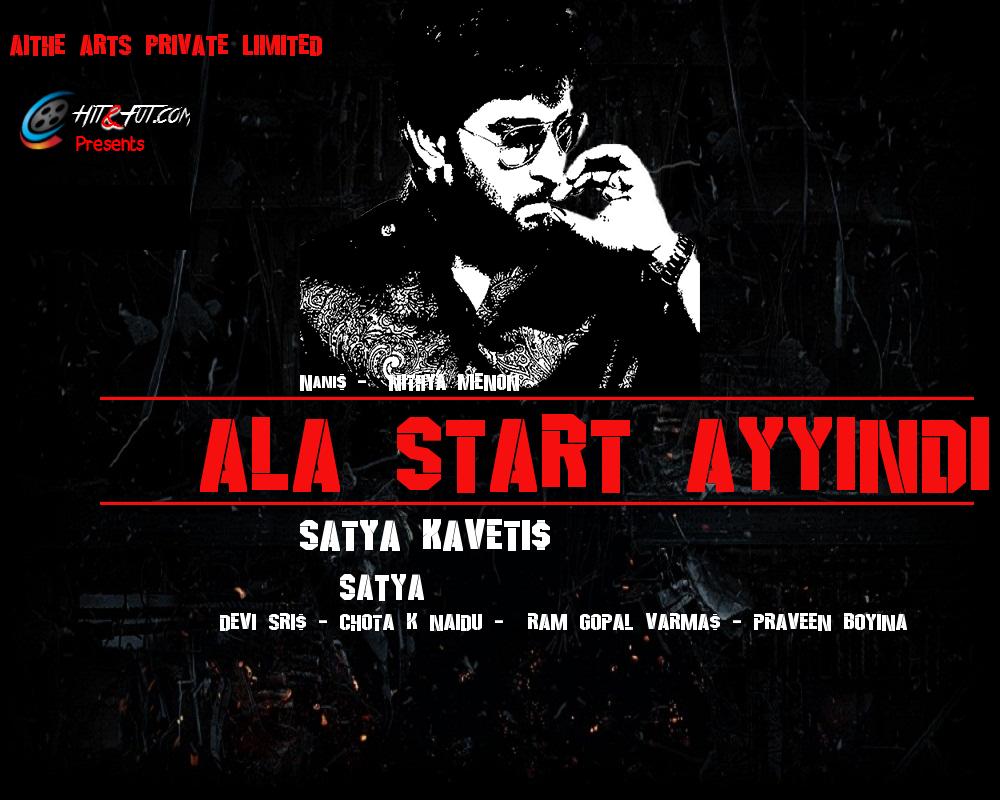 AITHE ARTS PRIVATE LIIMITED
HIT&FUT.COM
Presents
NANI$ - NITHYA MENON
ALA START AYYINDI
SATYA KAVETI$
SATYA
DEVI SRI$ - CHOTA K NAIDU - RAM GOPAL VARMA$ - PRAVEEN BOYINA